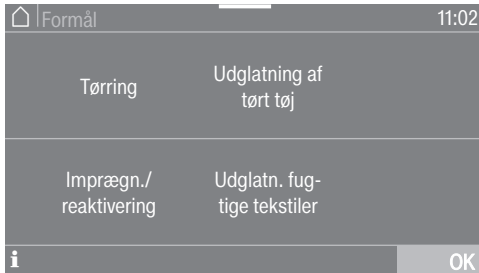 Formål
11:02
Tørring
Udglatning af
tørt tøj
Imprægn./
reaktivering
Udglatn. fug-
tige tekstiler
i
OK